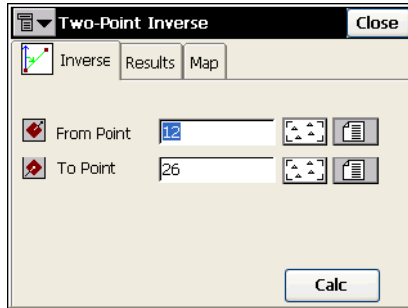 Two-Point Inverse Close
Inverse Results Map
From Point 12
To Point 26
Calc